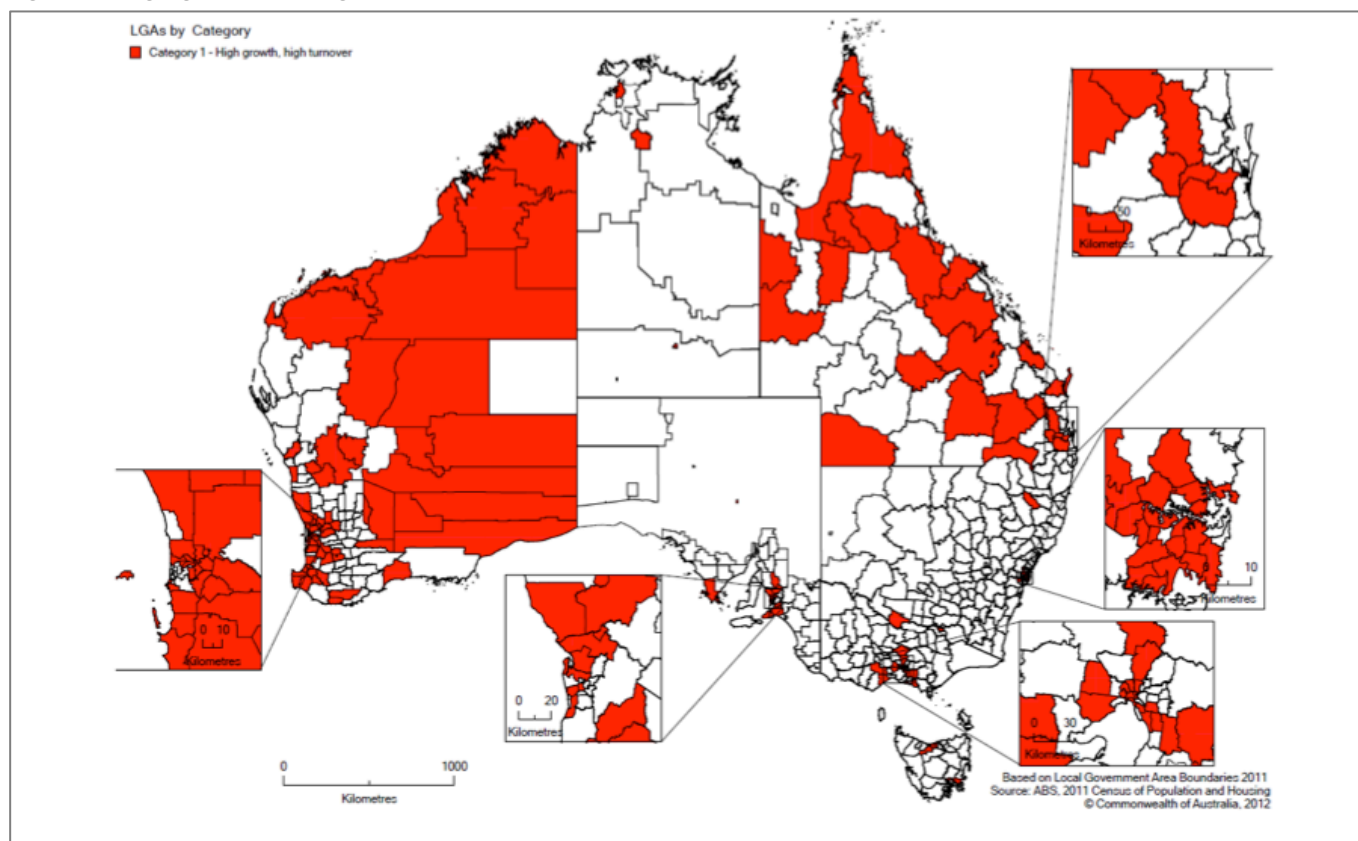 LGAs by Category
Category 1 - High growth, high turnover
50
Kilometres
0 10
Kilometres
0 10
Kilometres
0 20
Kilometres
0 30
Kilometres
0 1000
Kilometres
Based on Local Government Area Boundaries 2011
Source: ABS, 2011 Census of Population and Housing
© Commonwealth of Australia, 2012